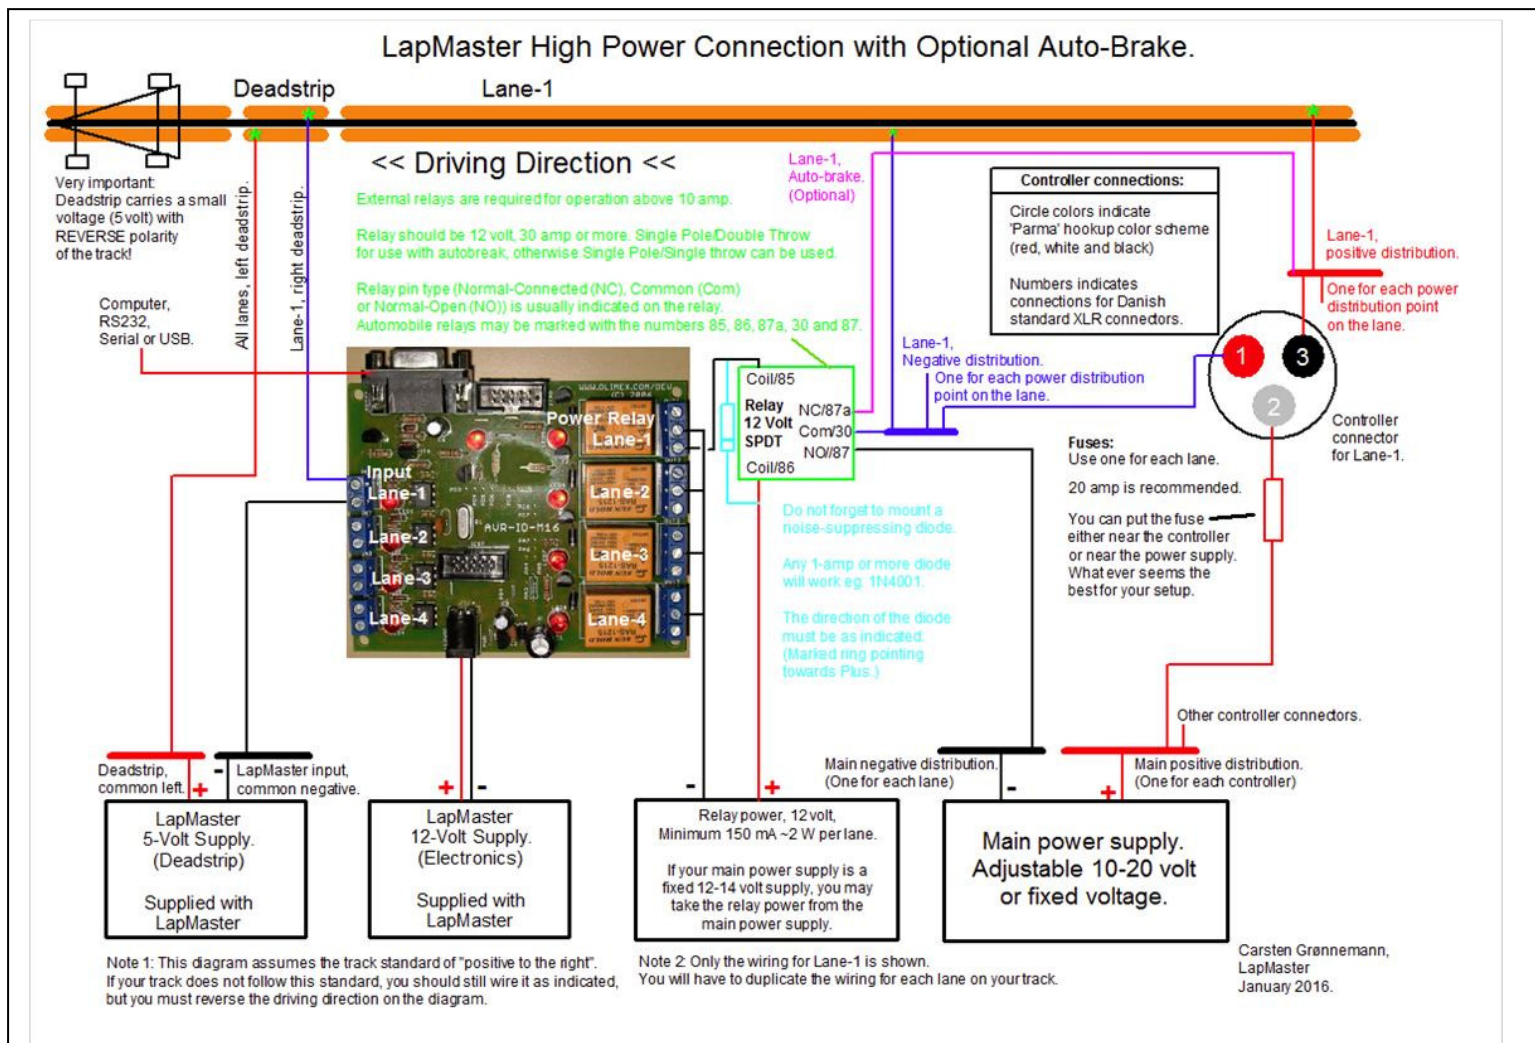 LapMaster High Power Connection with Optional Auto-Brake.
Deadstrip
Lane-1
<< Driving Direction <<
Very important:
Deadstrip carries a small
voltage (5 volt) with
REVERSE polarity
of the track!
All lanes, left deadstrip.
Lane-1, right deadstrip.
External relays are required for operation above 10 amp.
Relay should be 12 volt, 30 amp or more. Single Pole/Double Throw
for use with autobreak, otherwise Single Pole/Single throw can be used.
Relay pin type (Normal-Connected (NC), Common (Com)
or Normal-Open (NO)) is usually indicated on the relay.
Automobile relays may be marked with the numbers 85, 86, 87a, 30 and 87.
Lane-1,
Auto-brake.
(Optional)
Controller connections:
Circle colors indicate
'Parma' hookup color scheme
(red, white and black)
Numbers indicates
connections for Danish
standard XLR connectors.
Lane-1,
positive distribution.
One for each power
distribution point
on the lane.
Computer,
RS232,
Serial or USB.
Lane-1,
Negative distribution.
One for each power distribution
point on the lane.
1
3
2
Controller
connector
for Lane-1.
WWW.OLIMEX.COM/DEV
(C) 2006
Power Relay
Lane-1
Lane-2
Lane-3
Lane-4
Input
Lane-1
Lane-2
Lane-3
Lane-4
AVR-IO-M16
Coil/85
Relay
12 Volt
SPDT
NC/87a
Com/30
NO//87
Coil/86
Do not forget to mount a
noise-suppressing diode.
Any 1-amp or more diode
will work eg. 1N4001.
The direction of the diode
must be as indicated.
(Marked ring pointing
towards Plus.)
Fuses:
Use one for each lane.
20 amp is recommended.
You can put the fuse
either near the controller
or near the power supply.
What ever seems the
best for your setup.
Other controller connectors.
Deadstrip,
common left.
+
-
LapMaster input,
common negative.
+
-
-
+
Main negative distribution.
(One for each lane)
-
+
Main positive distribution.
(One for each controller)
LapMaster
5-Volt Supply.
(Deadstrip)
Supplied with
LapMaster
LapMaster
12-Volt Supply.
(Electronics)
Supplied with
LapMaster
Relay power, 12 volt,
Minimum 150 mA ~2 W per lane.
If your main power supply is a
fixed 12-14 volt supply, you may
take the relay power from the
main power supply.
Main power supply.
Adjustable 10-20 volt
or fixed voltage.
Note 1: This diagram assumes the track standard of "positive to the right".
If your track does not follow this standard, you should still wire it as indicated,
but you must reverse the driving direction on the diagram.
Note 2: Only the wiring for Lane-1 is shown.
You will have to duplicate the wiring for each lane on your track.
Carsten Grønnemann,
LapMaster
January 2016.